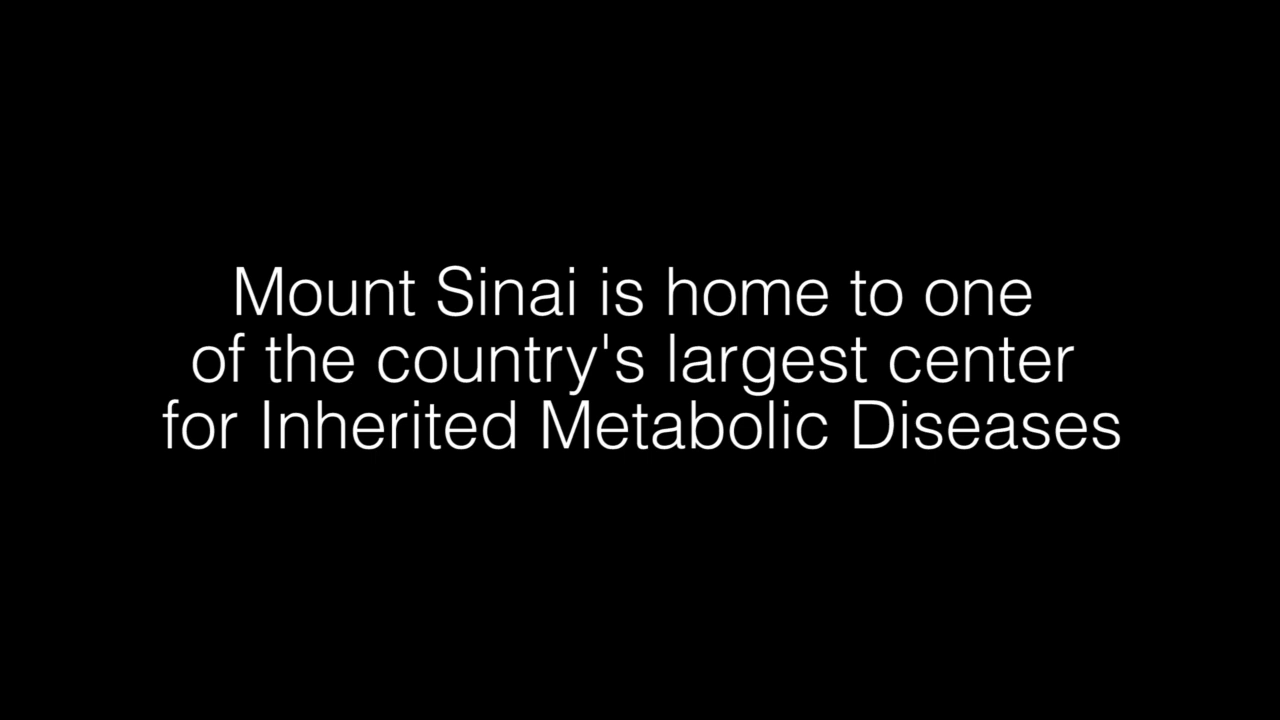 Mount Sinai is home to one
of the country's largest center
for Inherited Metabolic Diseases